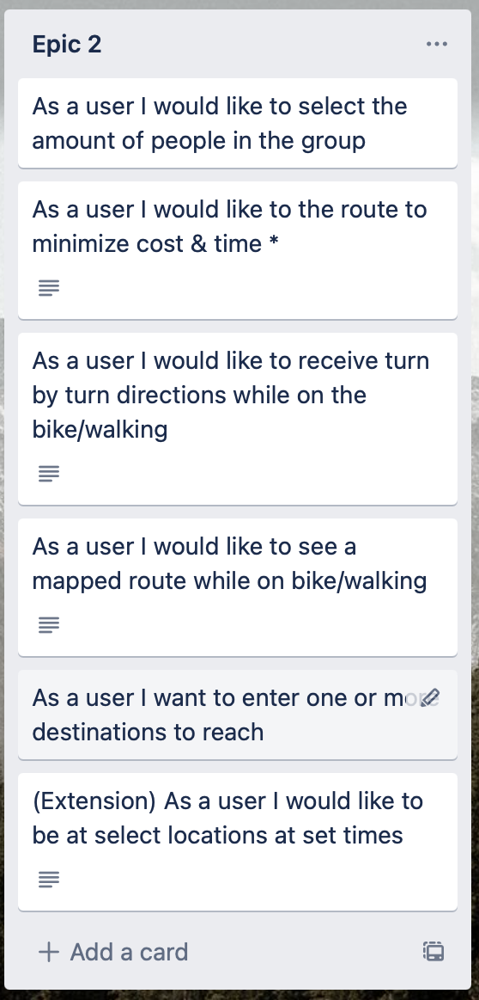 Epic 2
As a user I would like to select the
amount of people in the group
As a user I would like to the route to
minimize cost & time *
As a user I would like to receive turn
by turn directions while on the
bike/walking
As a user I would like to see a
mapped route while on bike/walking
As a user I want to enter one or more
destinations to reach
(Extension) As a user I would like to
be at select locations at set times
+ Add a card